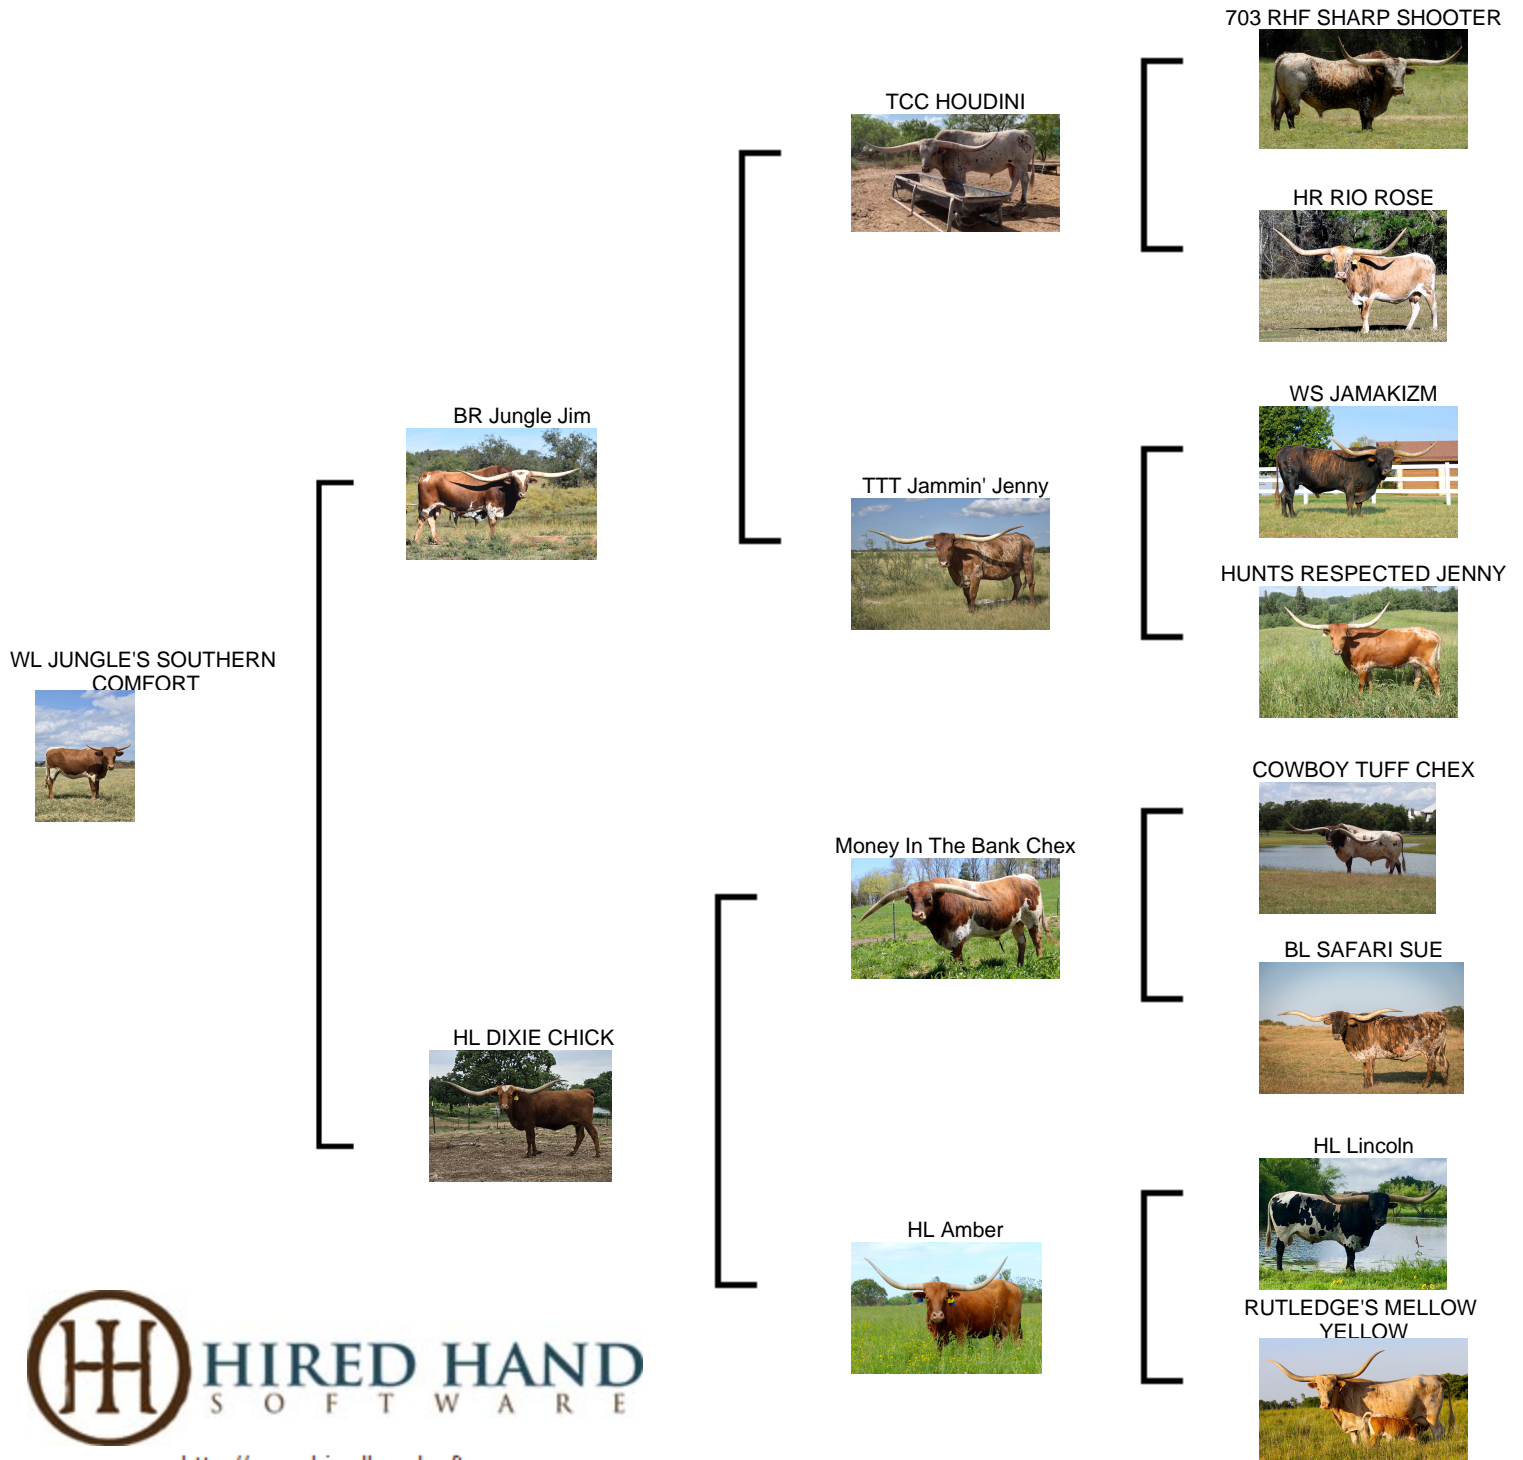 703 RHF SHARP SHOOTER
TCC HOUDINI
HR RIO ROSE
WS JAMAKIZM
BR Jungle Jim
TTT Jammin' Jenny
HUNTS RESPECTED JENNY
WL JUNGLE'S SOUTHERN
COMFORT
COWBOY TUFF CHEX
Money In The Bank Chex
BL SAFARI SUE
HL DIXIE CHICK
HL Lincoln
HL Amber
RUTLEDGE'S MELLOW
YELLOW
HIRED HAND
SOFTWARE